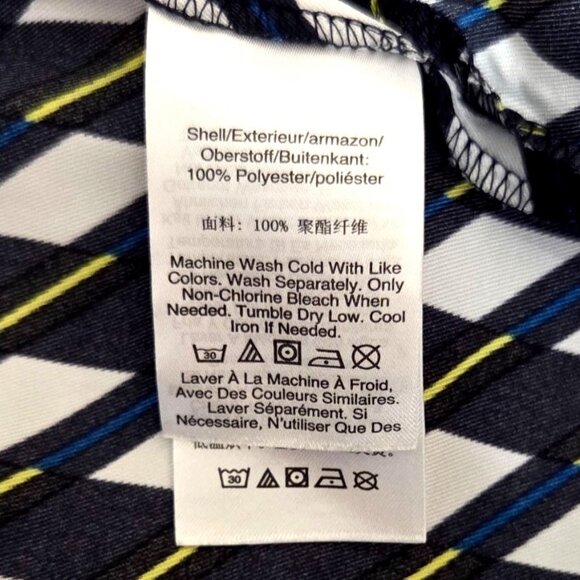 Shell/Exterieur/armazon/
Oberstoff/Buitenkant:
100% Polyester/poliéster
面料: 100% 聚酯纤维
Machine Wash Cold With Like
Colors. Wash Separately. Only
Non-Chlorine Bleach When
Needed. Tumble Dry Low. Cool
Iron If Needed.
30
Laver À La Machine À Froid,
Avec Des Couleurs Similaires.
Laver Séparément. Si
Nécessaire, N'utiliser Que Des
30